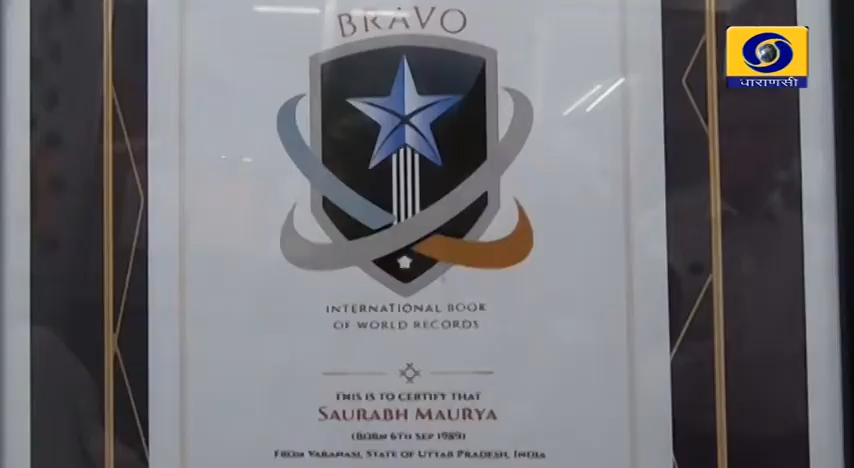 BRAVO
वाराणसी
INTERNATIONAL BOOK
OF WORLD RECORDS
THIS IS TO CERTIFY THAT
SAURABH MAURYA
(BORN 6TH SEP 1989)
FROM VARANASI, STATE OF UTTAR PRADESH, INDIA